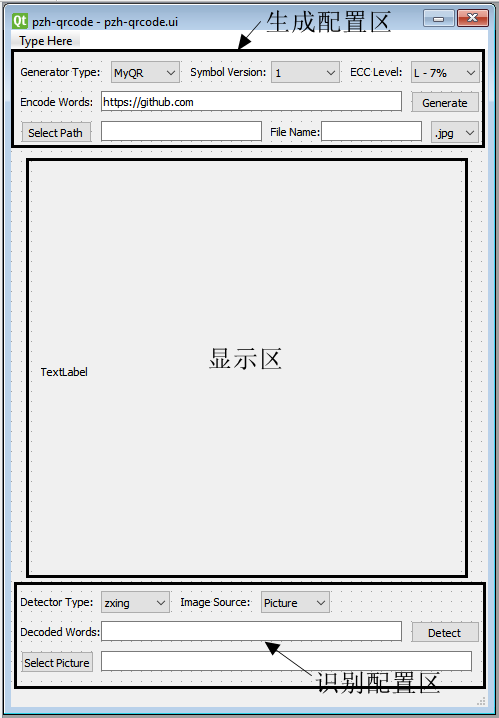 pzh-qrcode - pzh-qrcode.ui
生成配置区
Type Here
Generator Type: MyQR Symbol Version: 1 ECC Level: L - 7%
Encode Words: https://github.com Generate
Select Path File Name: .jpg
显示区
TextLabel
Detector Type: zxing Image Source: Picture
Decoded Words: Detect
Select Picture
识别配置区